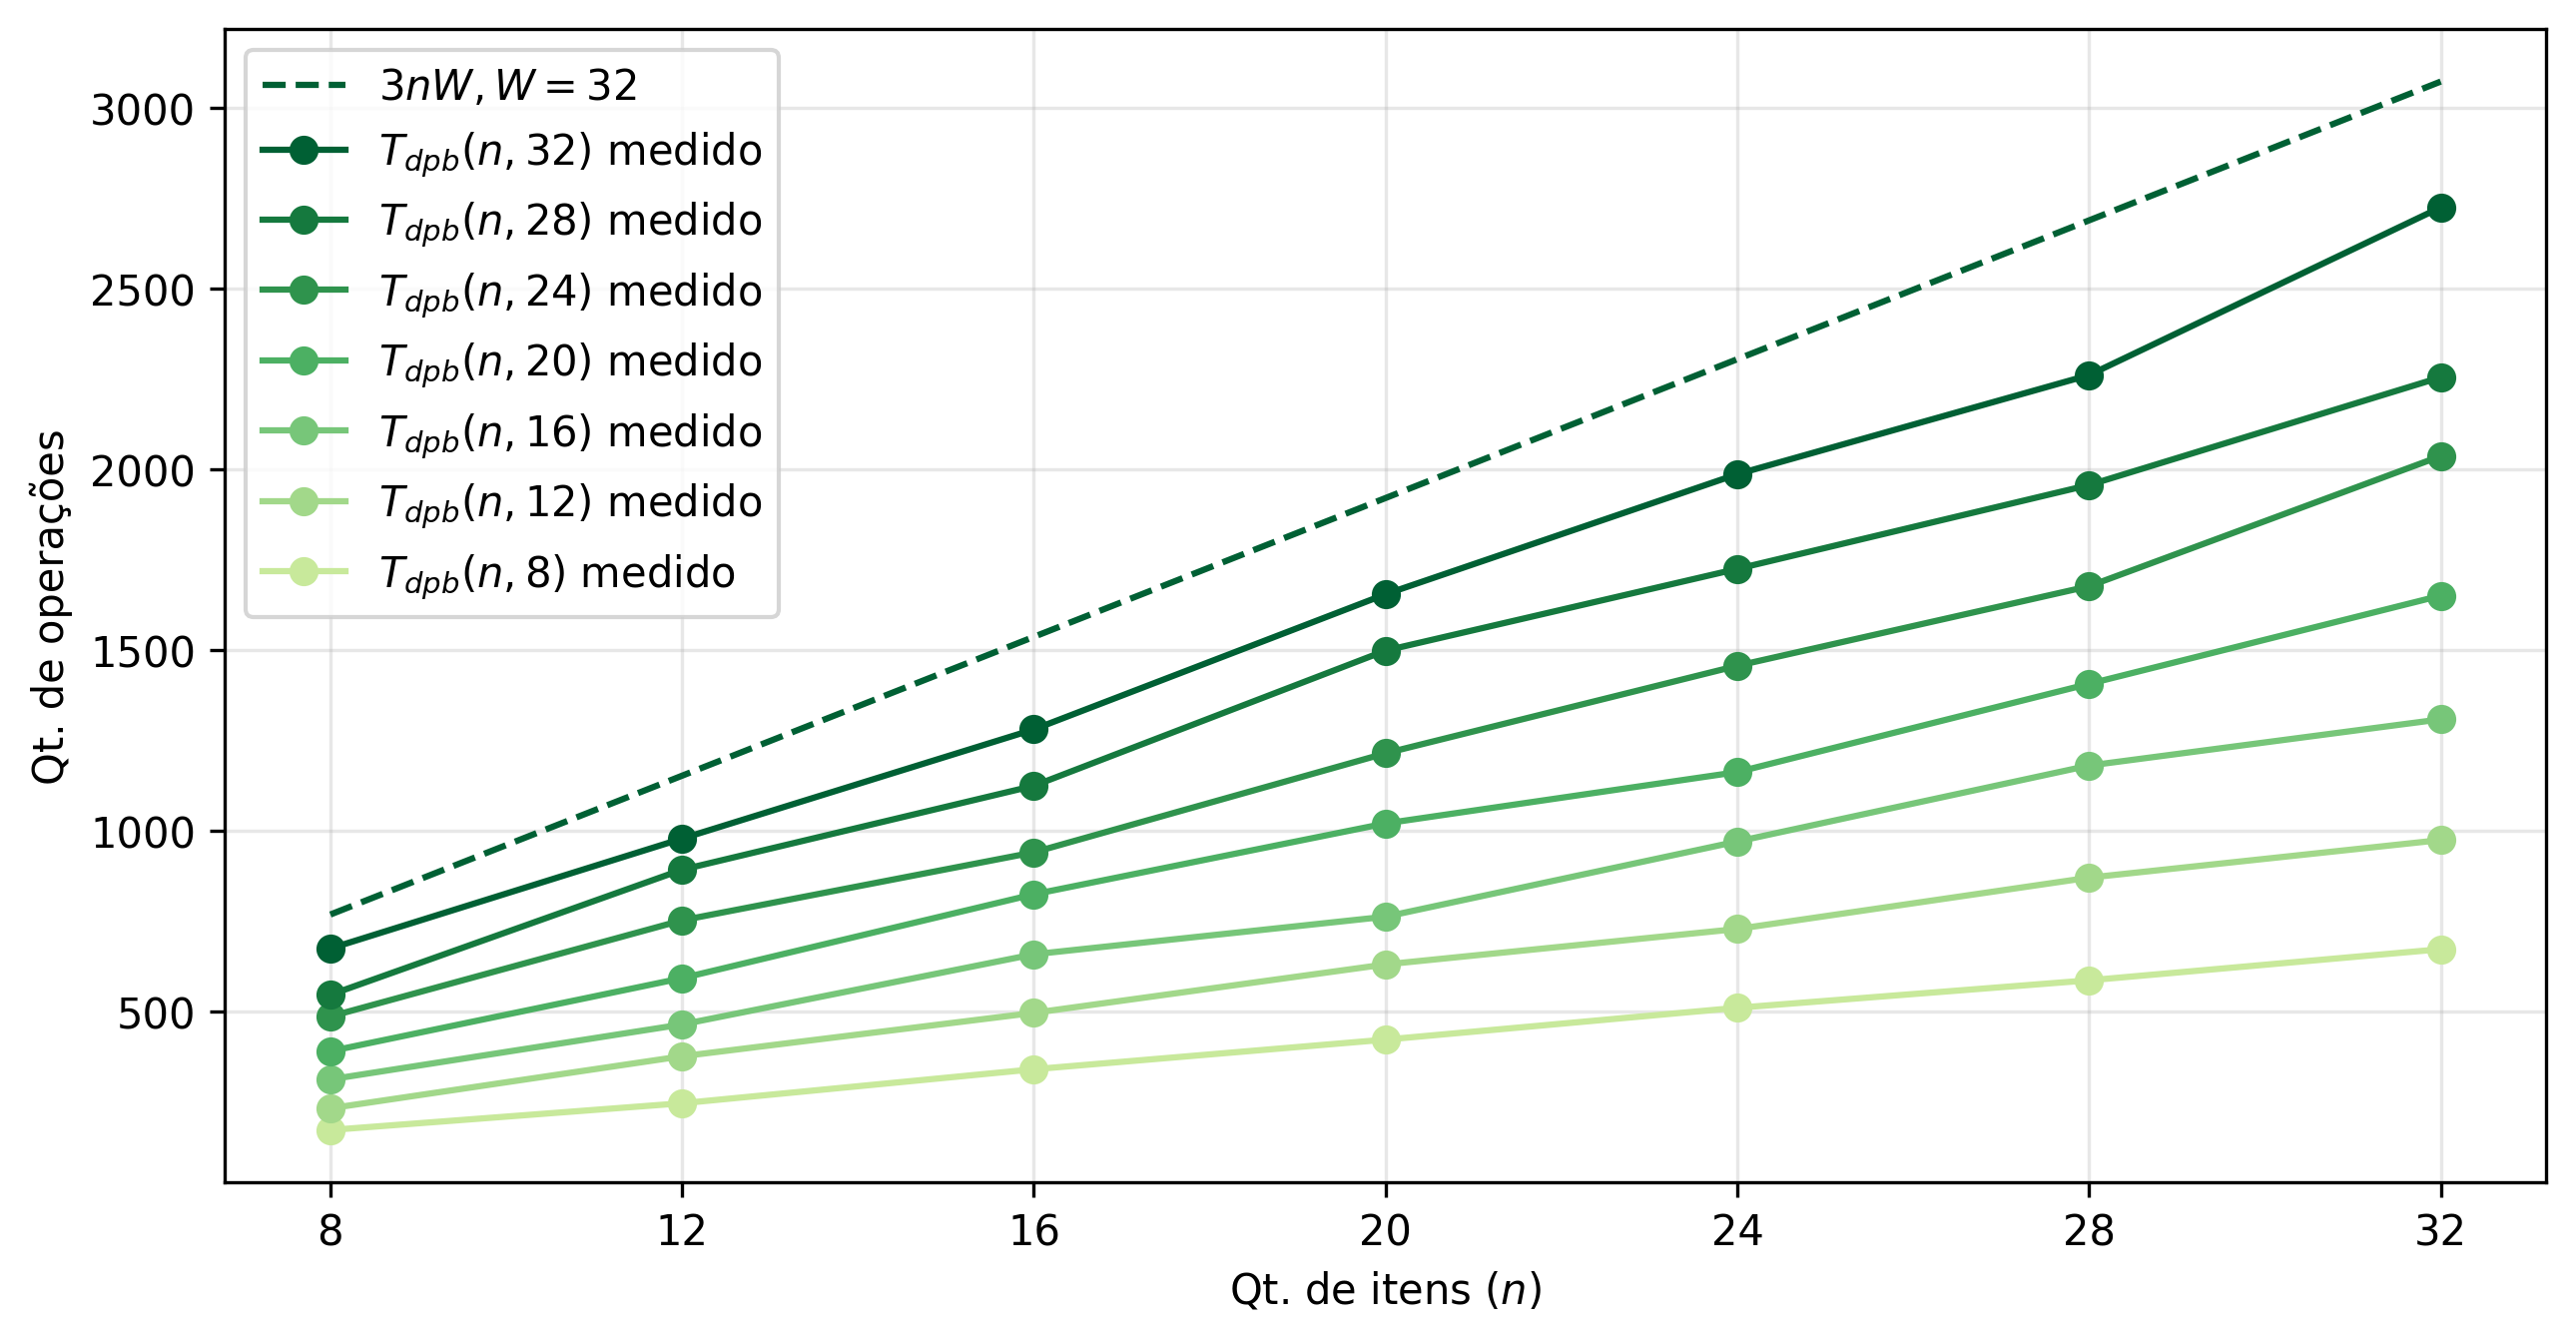 3nW, W = 32
T_dpb(n, 32) medido
T_dpb(n, 28) medido
T_dpb(n, 24) medido
T_dpb(n, 20) medido
T_dpb(n, 16) medido
T_dpb(n, 12) medido
T_dpb(n, 8) medido
3000
2500
2000
1500
1000
500
Qt. de operações
8 12 16 20 24 28 32
Qt. de itens (n)